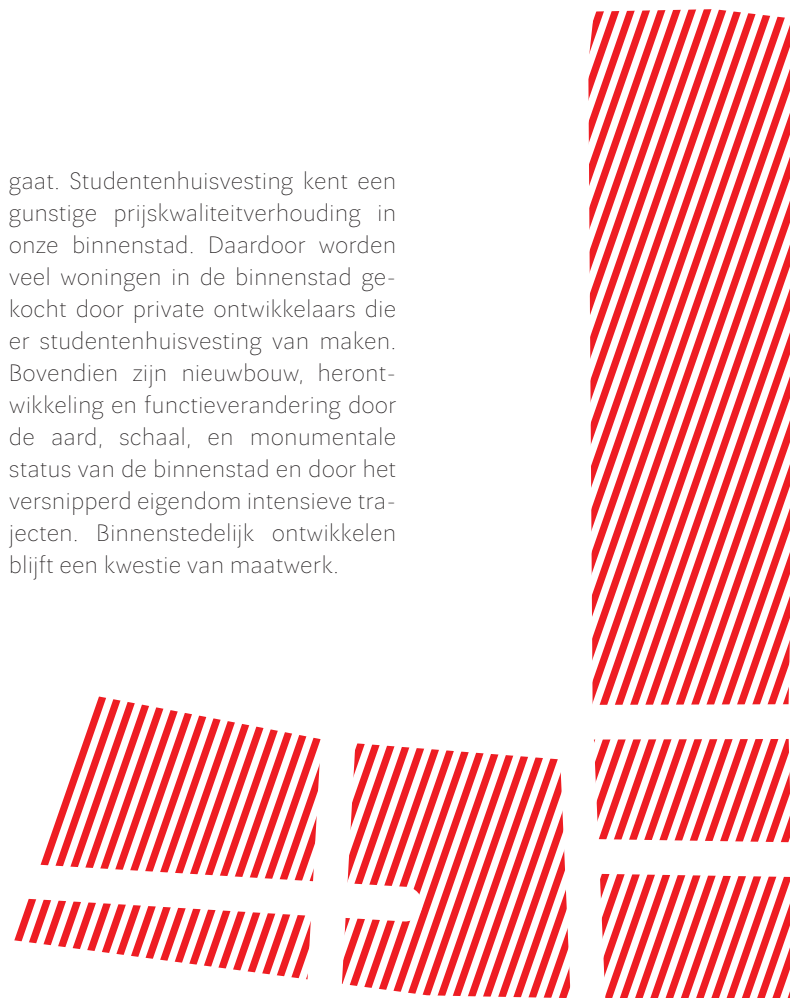 gaat. Studentenhuisvesting kent een
gunstige prijskwaliteitverhouding in
onze binnenstad. Daardoor worden
veel woningen in de binnenstad ge-
kocht door private ontwikkelaars die
er studentenhuisvesting van maken.
Bovendien zijn nieuwbouw, heront-
wikkeling en functieverandering door
de aard, schaal, en monumentale
status van de binnenstad en door het
versnipperd eigendom intensieve tra-
jecten. Binnenstedelijk ontwikkelen
blijft een kwestie van maatwerk.